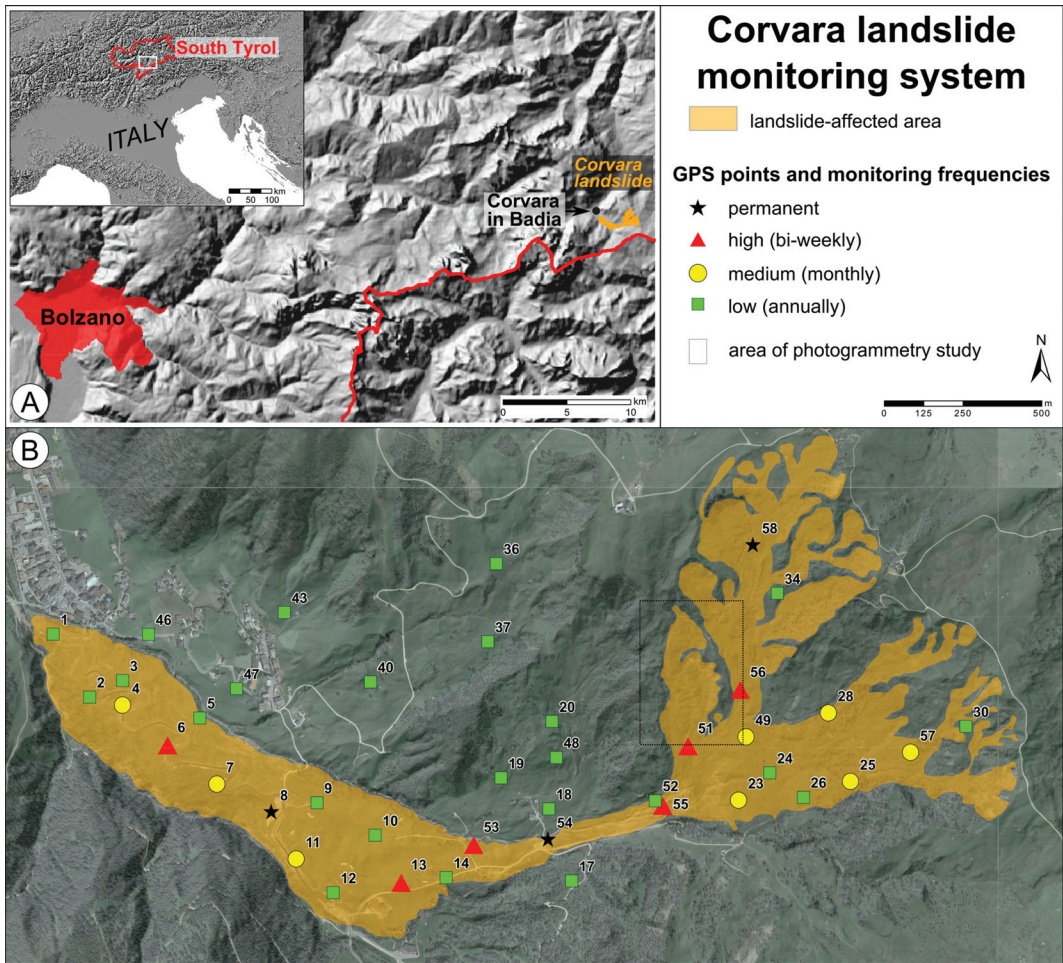 South Tyrol
ITALY
0 50 100
km
Corvara
landslide
Corvara
in Badia
Bolzano
A
0 5 10
km
Corvara landslide
monitoring system
landslide-affected area
GPS points and monitoring frequencies
permanent
high (bi-weekly)
medium (monthly)
low (annually)
area of photogrammetry study
N
0 125 250 500
m
B
58
36
34
43
1
46
37
3
47
40
56
2
4
5
28
30
6
20
51
49
57
48
7
19
24
25
8
9
18
52
55
23
26
10
54
53
11
13
14
17
12